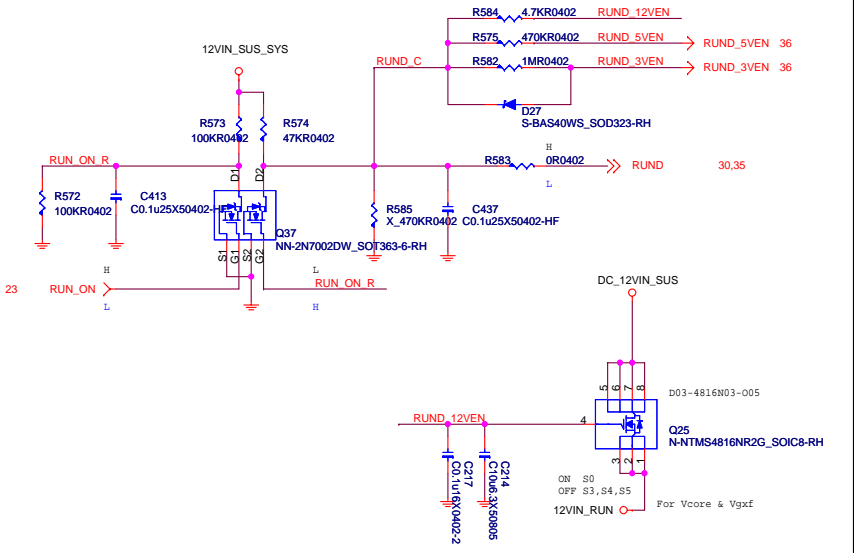 R584 4.7KR0402 RUND_12VEN
R575 470KR0402 RUND_5VEN RUND_5VEN 36
RUND_C R582 1MR0402 RUND_3VEN RUND_3VEN 36
12VIN_SUS_SYS
D27
S-BAS40WS_SOD323-RH
R573
100KR0402
R574
47KR0402
RUN_ON_R
D1 D2
R583 0R0402
H
L
RUND 30,35
R572
100KR0402
C413
C0.1u25X50402-HF
R585
X_470KR0402
C437
C0.1u25X50402-HF
Q37
NN-2N7002DW_SOT363-6-RH
S1 G1 S2 G2
H
L
23 RUN_ON
L
H
RUN_ON_R
DC_12VIN_SUS
5 6 7 8
D03-4816N03-O05
RUND_12VEN
4
Q25
N-NTMS4816NR2G_SOIC8-RH
3 2 1
C217
C0.1u16X0402-2
C214
C10u6.3X50805
ON S0
OFF S3,S4,S5
12VIN_RUN
For Vcore & Vgxf